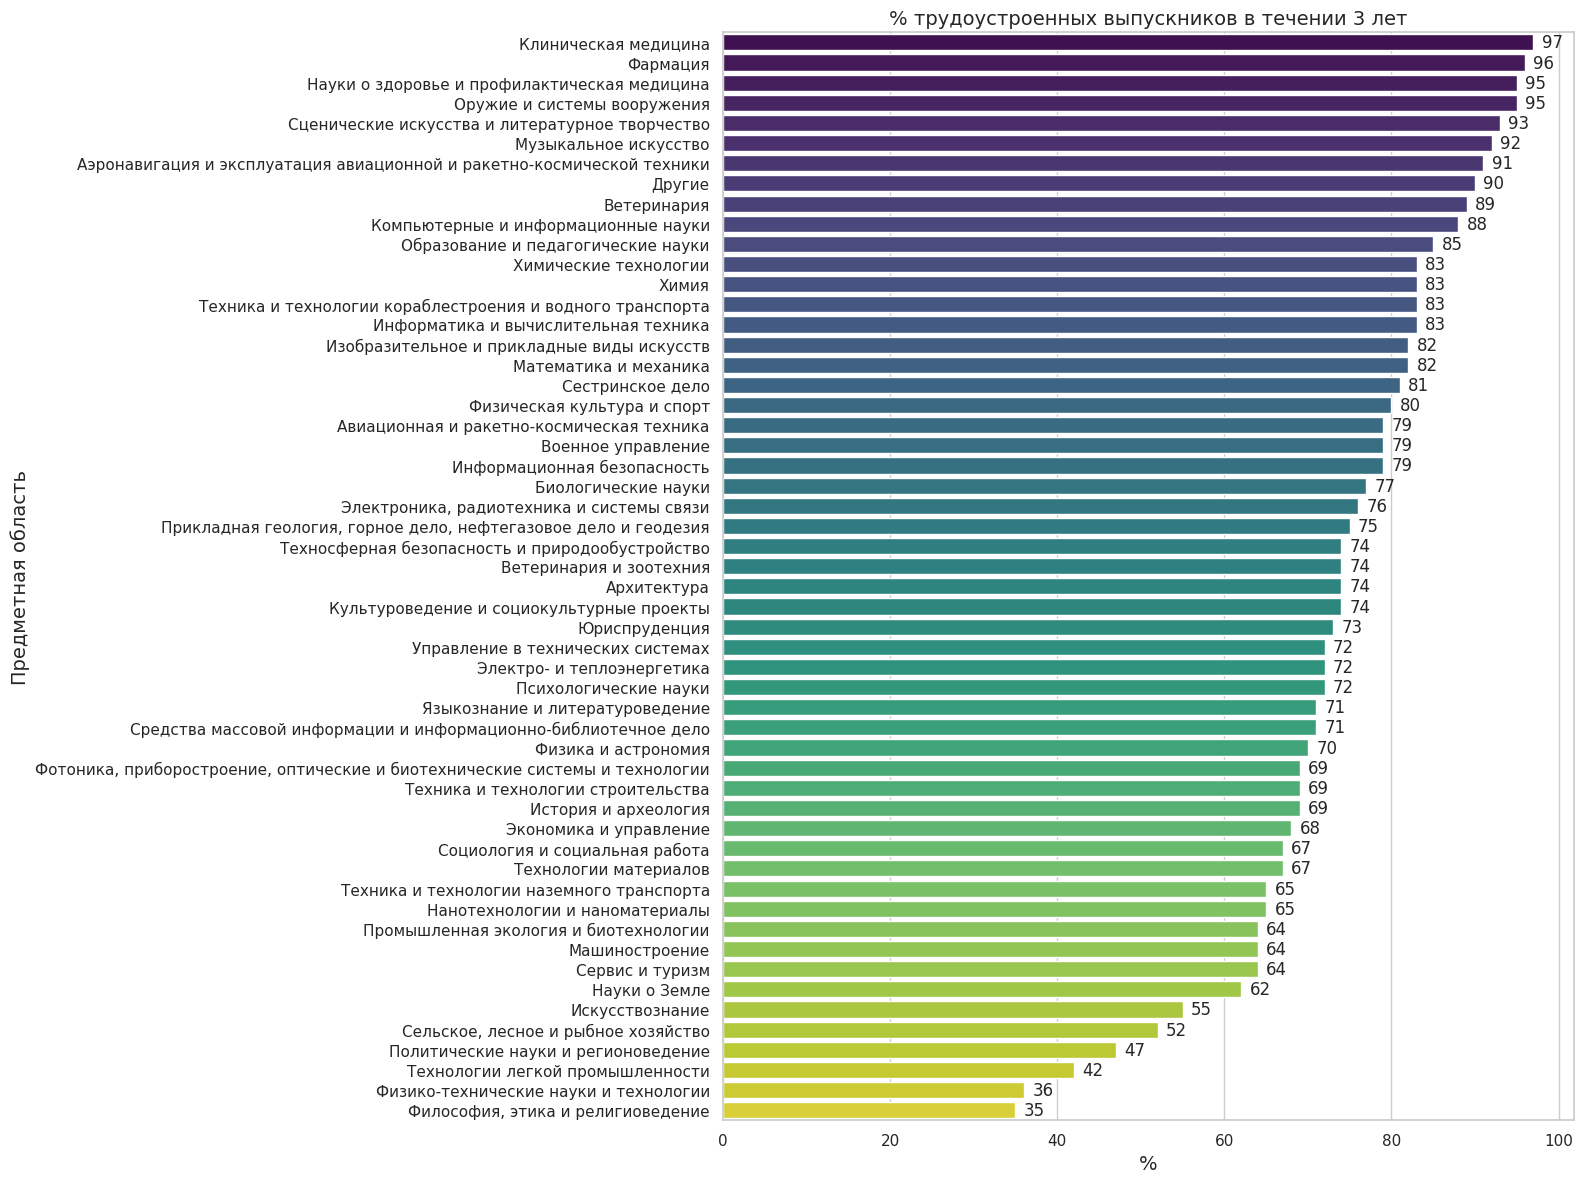 % трудоустроенных выпускников в течении 3 лет
Предметная область
Клиническая медицина 97
Фармация 96
Науки о здоровье и профилактическая медицина 95
Оружие и системы вооружения 95
Сценические искусства и литературное творчество 93
Музыкальное искусство 92
Аэронавигация и эксплуатация авиационной и ракетно-космической техники 91
Другие 90
Ветеринария 89
Компьютерные и информационные науки 88
Образование и педагогические науки 85
Химические технологии 83
Химия 83
Техника и технологии кораблестроения и водного транспорта 83
Информатика и вычислительная техника 83
Изобразительное и прикладные виды искусств 82
Математика и механика 82
Сестринское дело 81
Физическая культура и спорт 80
Авиационная и ракетно-космическая техника 79
Военное управление 79
Информационная безопасность 79
Биологические науки 77
Электроника, радиотехника и системы связи 76
Прикладная геология, горное дело, нефтегазовое дело и геодезия 75
Техносферная безопасность и природообустройство 74
Ветеринария и зоотехния 74
Архитектура 74
Культуроведение и социокультурные проекты 74
Юриспруденция 73
Управление в технических системах 72
Электро- и теплоэнергетика 72
Психологические науки 72
Языкознание и литературоведение 71
Средства массовой информации и информационно-библиотечное дело 71
Физика и астрономия 70
Фотоника, приборостроение, оптические и биотехнические системы и технологии 69
Техника и технологии строительства 69
История и археология 69
Экономика и управление 68
Социология и социальная работа 67
Технологии материалов 67
Техника и технологии наземного транспорта 65
Нанотехнологии и наноматериалы 65
Промышленная экология и биотехнологии 64
Машиностроение 64
Сервис и туризм 64
Науки о Земле 62
Искусствознание 55
Сельское, лесное и рыбное хозяйство 52
Политические науки и регионоведение 47
Технологии легкой промышленности 42
Физико-технические науки и технологии 36
Философия, этика и религиоведение 35
0 20 40 60 80 100
%